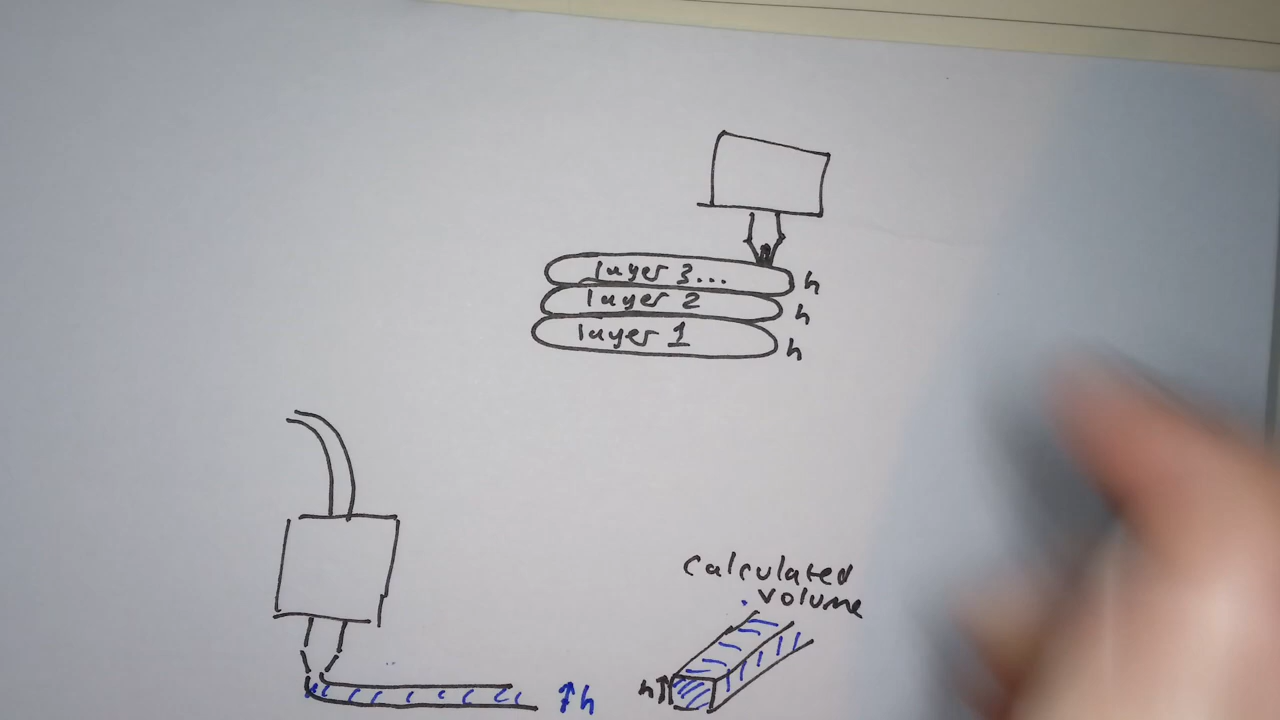 layer 3... h
layer 2 h
layer 1 h
calculated
volume
h
h